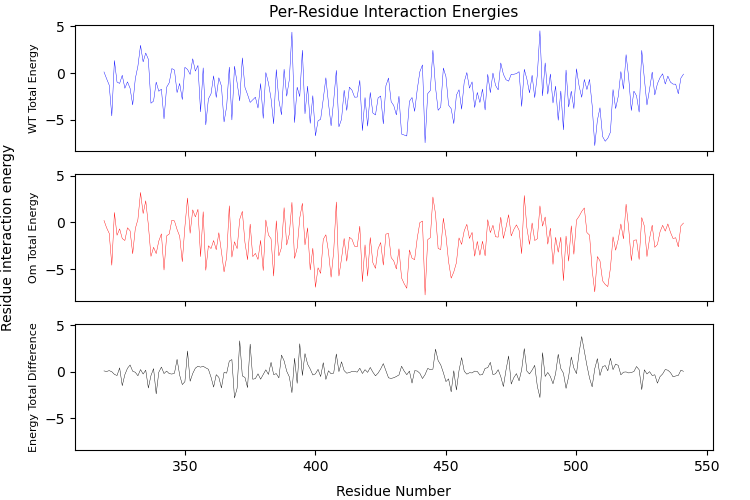 Per-Residue Interaction Energies
Residue interaction energy
WT Total Energy
5
0
−5
Om Total Energy
5
0
−5
Energy Total Difference
5
0
−5
350 400 450 500 550
Residue Number